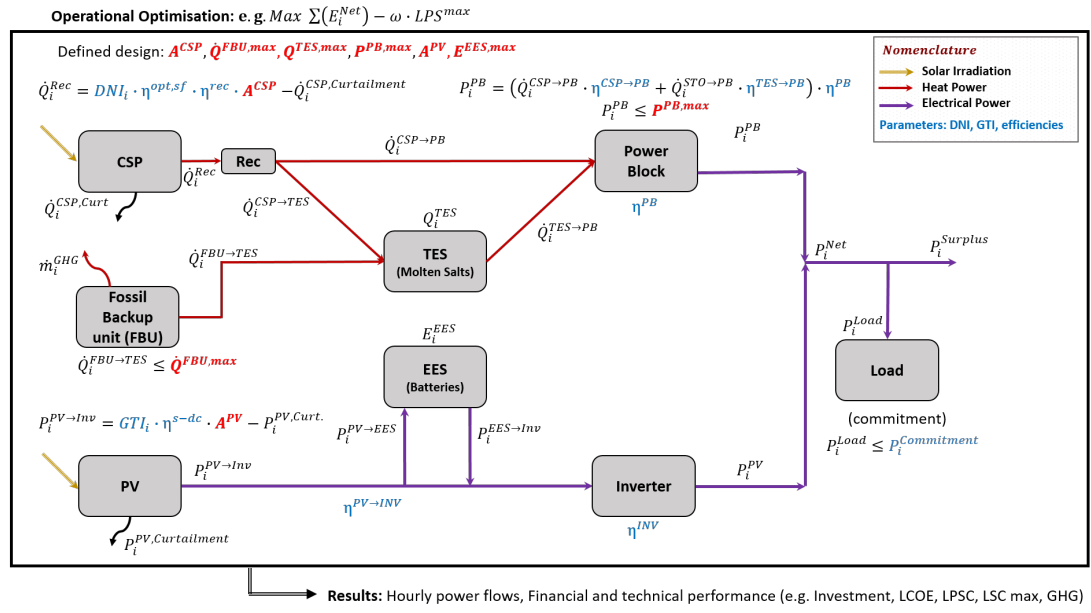 Operational Optimisation: e.g. Max ∑(E_i^Net) − ω · LPS^max
Defined design: A^CSP, Q̇^FBU,max, Q^TES,max, P^PB,max, A^PV, E^EES,max
Nomenclature
Solar Irradiation
Heat Power
Electrical Power
Parameters: DNI, GTI, efficiencies
Q̇_i^Rec = DNI_i · η^opt,sf · η^rec · A^CSP − Q̇_i^CSP,Curtailment
P_i^PB = (Q̇_i^CSP→PB · η^CSP→PB + Q̇_i^STO→PB · η^TES→PB) · η^PB
P_i^PB ≤ P^PB,max
CSP
Q̇_i^Rec
Rec
Q̇_i^CSP→PB
Power
Block
η^PB
P_i^PB
Q̇_i^CSP,Curt
Q̇_i^CSP→TES
Q_i^TES
TES
(Molten Salts)
Q̇_i^TES→PB
ṁ_i^GHG
Q̇_i^FBU→TES
Fossil
Backup
unit (FBU)
Q̇_i^FBU→TES ≤ Q̇^FBU,max
P_i^Net
P_i^Surplus
P_i^Load
Load
(commitment)
P_i^Load ≤ P_i^Commitment
E_i^EES
EES
(Batteries)
P_i^PV→Inv = GTI_i · η^s−dc · A^PV − P_i^PV,Curt.
P_i^PV→EES
P_i^EES→Inv
PV
P_i^PV→Inv
η^PV→INV
Inverter
η^INV
P_i^PV
P_i^PV,Curtailment
Results: Hourly power flows, Financial and technical performance (e.g. Investment, LCOE, LPSC, LSC max, GHG)